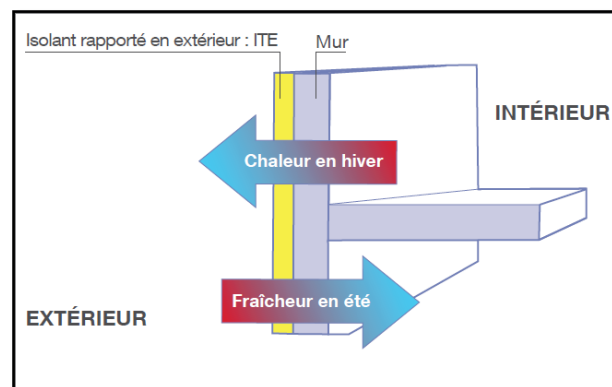 Isolant rapporté en extérieur : ITE
Mur
INTÉRIEUR
Chaleur en hiver
Fraîcheur en été
EXTÉRIEUR